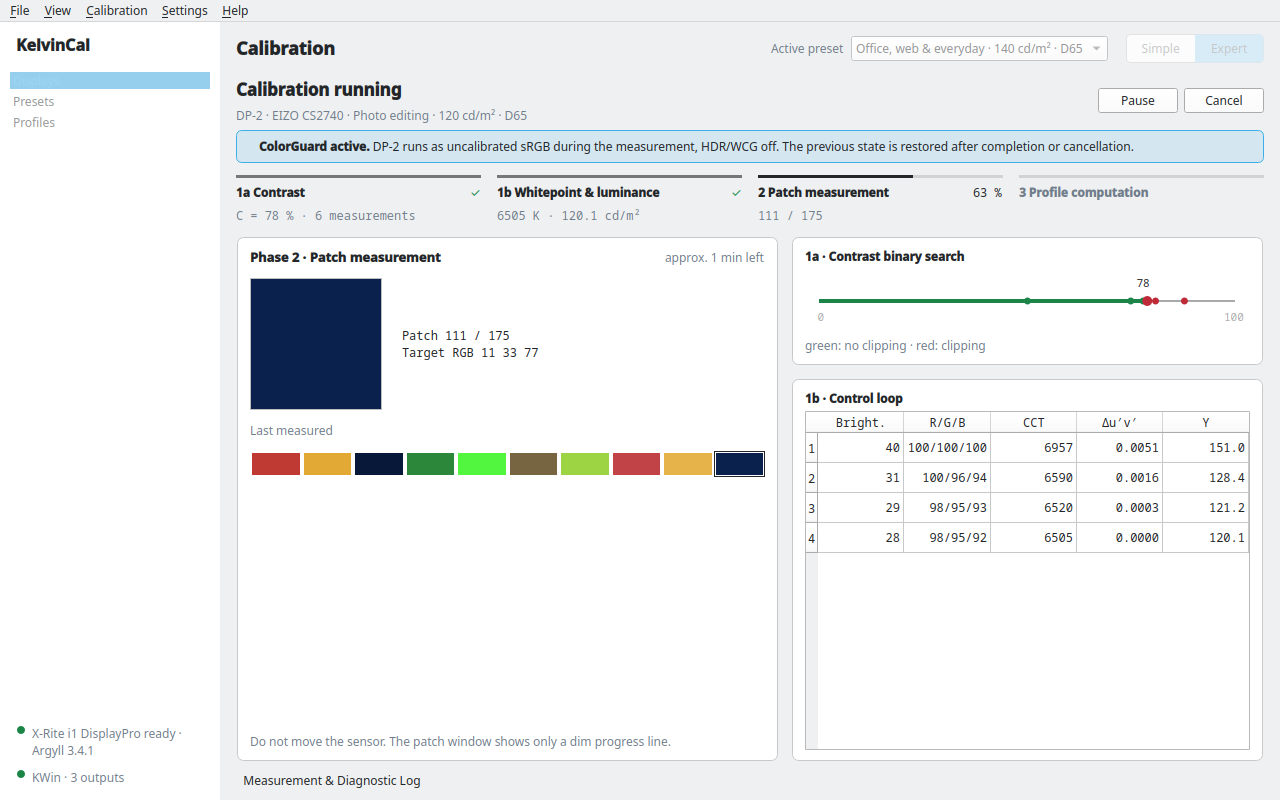 File View Calibration Settings Help
KelvinCal
Presets
Profiles
X-Rite i1 DisplayPro ready ·
Argyll 3.4.1
KWin · 3 outputs
Calibration
Active preset Office, web & everyday · 140 cd/m² · D65 Simple Expert
Calibration running
DP-2 · EIZO CS2740 · Photo editing · 120 cd/m² · D65
Pause Cancel
ColorGuard active. DP-2 runs as uncalibrated sRGB during the measurement, HDR/WCG off. The previous state is restored after completion or cancellation.
1a Contrast ✓ 1b Whitepoint & luminance ✓ 2 Patch measurement 63 % 3 Profile computation
C = 78 % · 6 measurements 6505 K · 120.1 cd/m² 111 / 175
Phase 2 · Patch measurement approx. 1 min left
Patch 111 / 175
Target RGB 11 33 77
Last measured
Do not move the sensor. The patch window shows only a dim progress line.
1a · Contrast binary search
78
0 100
green: no clipping · red: clipping
1b · Control loop
Bright. R/G/B CCT Δu′v′ Y
1 40 100/100/100 6957 0.0051 151.0
2 31 100/96/94 6590 0.0016 128.4
3 29 98/95/93 6520 0.0003 121.2
4 28 98/95/92 6505 0.0000 120.1
Measurement & Diagnostic Log